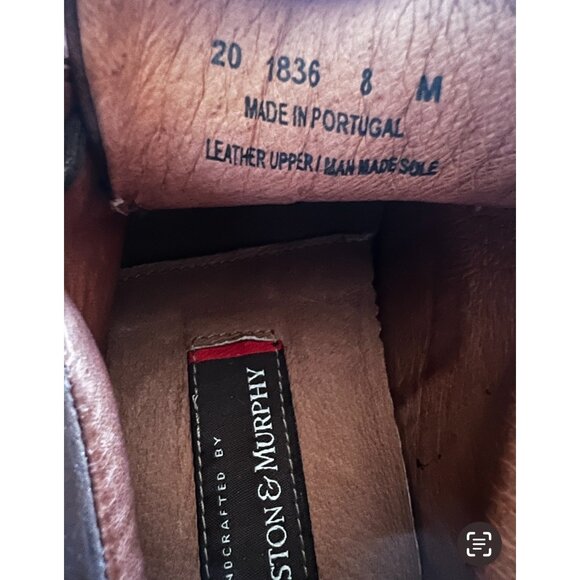 20 1836 8 M
MADE IN PORTUGAL
LEATHER UPPER / MAN MADE SOLE
NDCRAFTED BY
STON & MURPHY